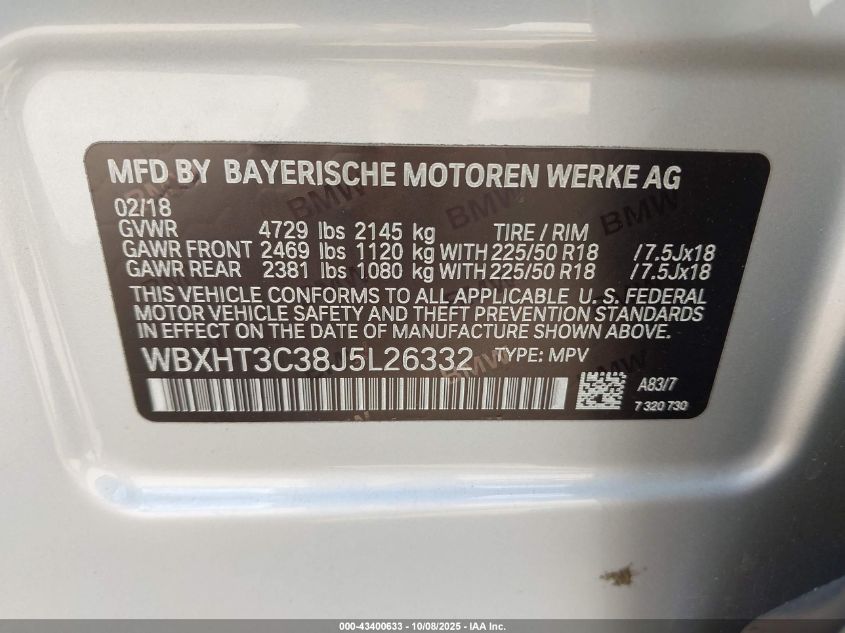 MFD BY BAYERISCHE MOTOREN WERKE AG
02/18
GVWR 4729 lbs 2145 kg TIRE / RIM
GAWR FRONT 2469 lbs 1120 kg WITH 225/50 R18 /7.5Jx18
GAWR REAR 2381 lbs 1080 kg WITH 225/50 R18 /7.5Jx18
THIS VEHICLE CONFORMS TO ALL APPLICABLE U. S. FEDERAL
MOTOR VEHICLE SAFETY AND THEFT PREVENTION STANDARDS
IN EFFECT ON THE DATE OF MANUFACTURE SHOWN ABOVE.
WBXHT3C38J5L26332 TYPE: MPV
A83/7
7 320 730
000-43400633 - 10/08/2025 - IAA Inc.